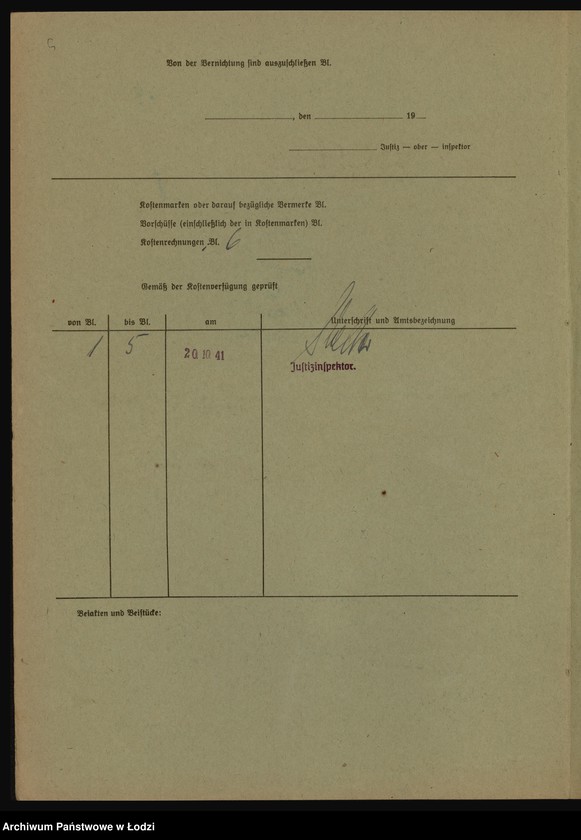 Von der Vernichtung sind auszuschließen Bl.
, den 19
Justiz — ober — inspektor
Kostenmarken oder darauf bezügliche Vermerke Bl.
Vorschüsse (einschließlich der in Kostenmarken) Bl.
Kostenrechnungen Bl. 6
Gemäß der Kostenverfügung geprüft
von Bl. bis Bl. am Unterschrift und Amtsbezeichnung
1 5 20 10 41
Justizinspektor.
Beiakten und Beistücke:
Archiwum Państwowe w Łodzi